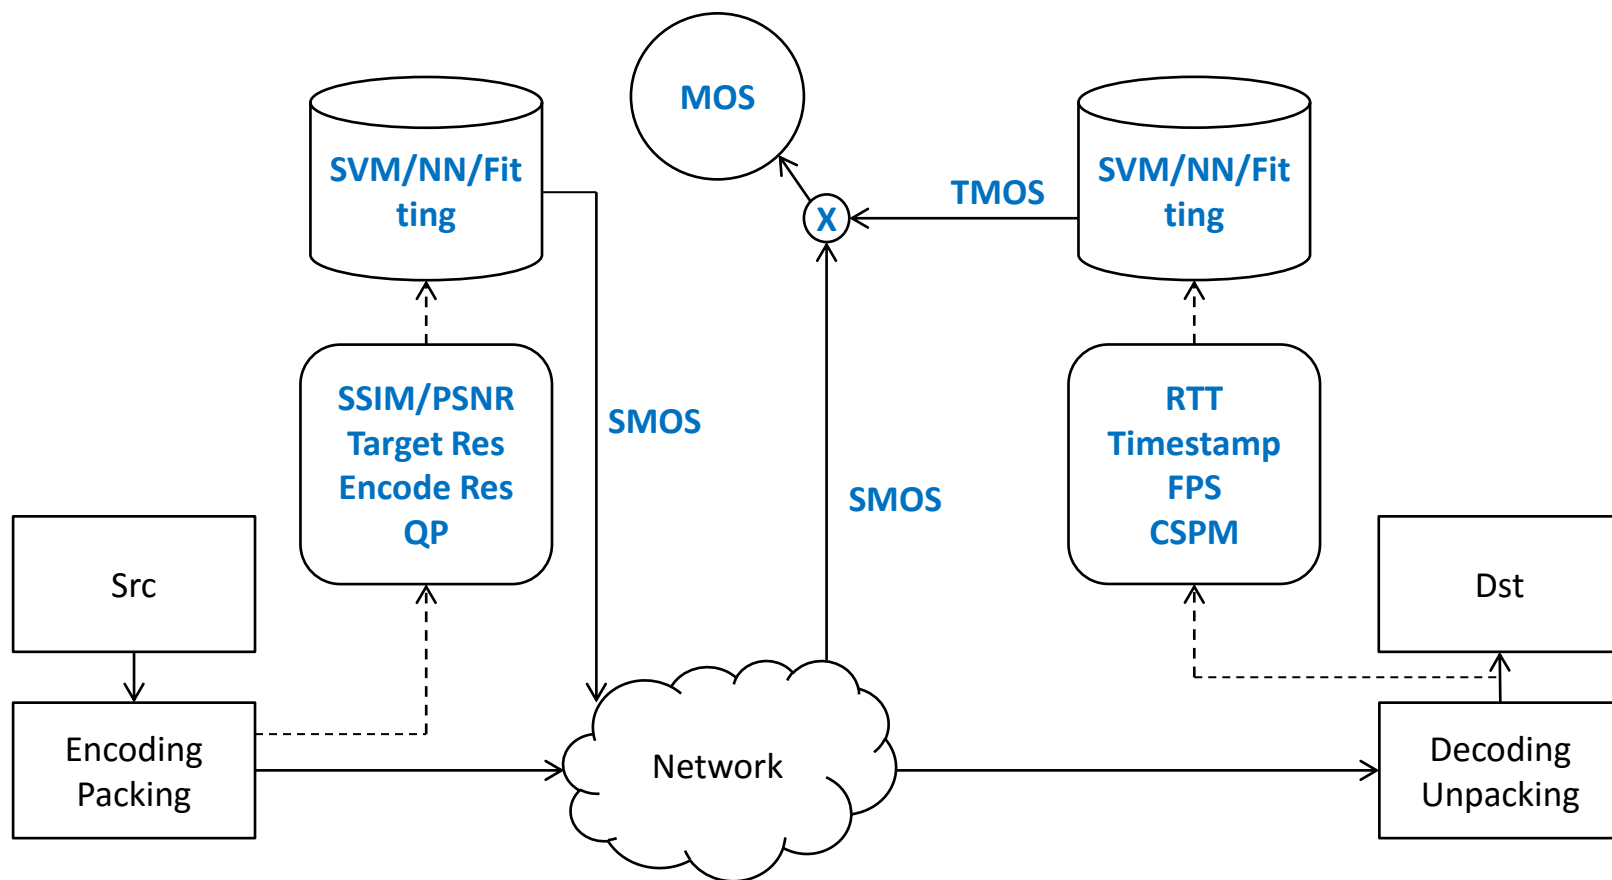 MOS
SVM/NN/Fit
ting
TMOS
X
SVM/NN/Fit
ting
SSIM/PSNR
Target Res
Encode Res
QP
SMOS
SMOS
RTT
Timestamp
FPS
CSPM
Src
Dst
Encoding
Packing
Network
Decoding
Unpacking